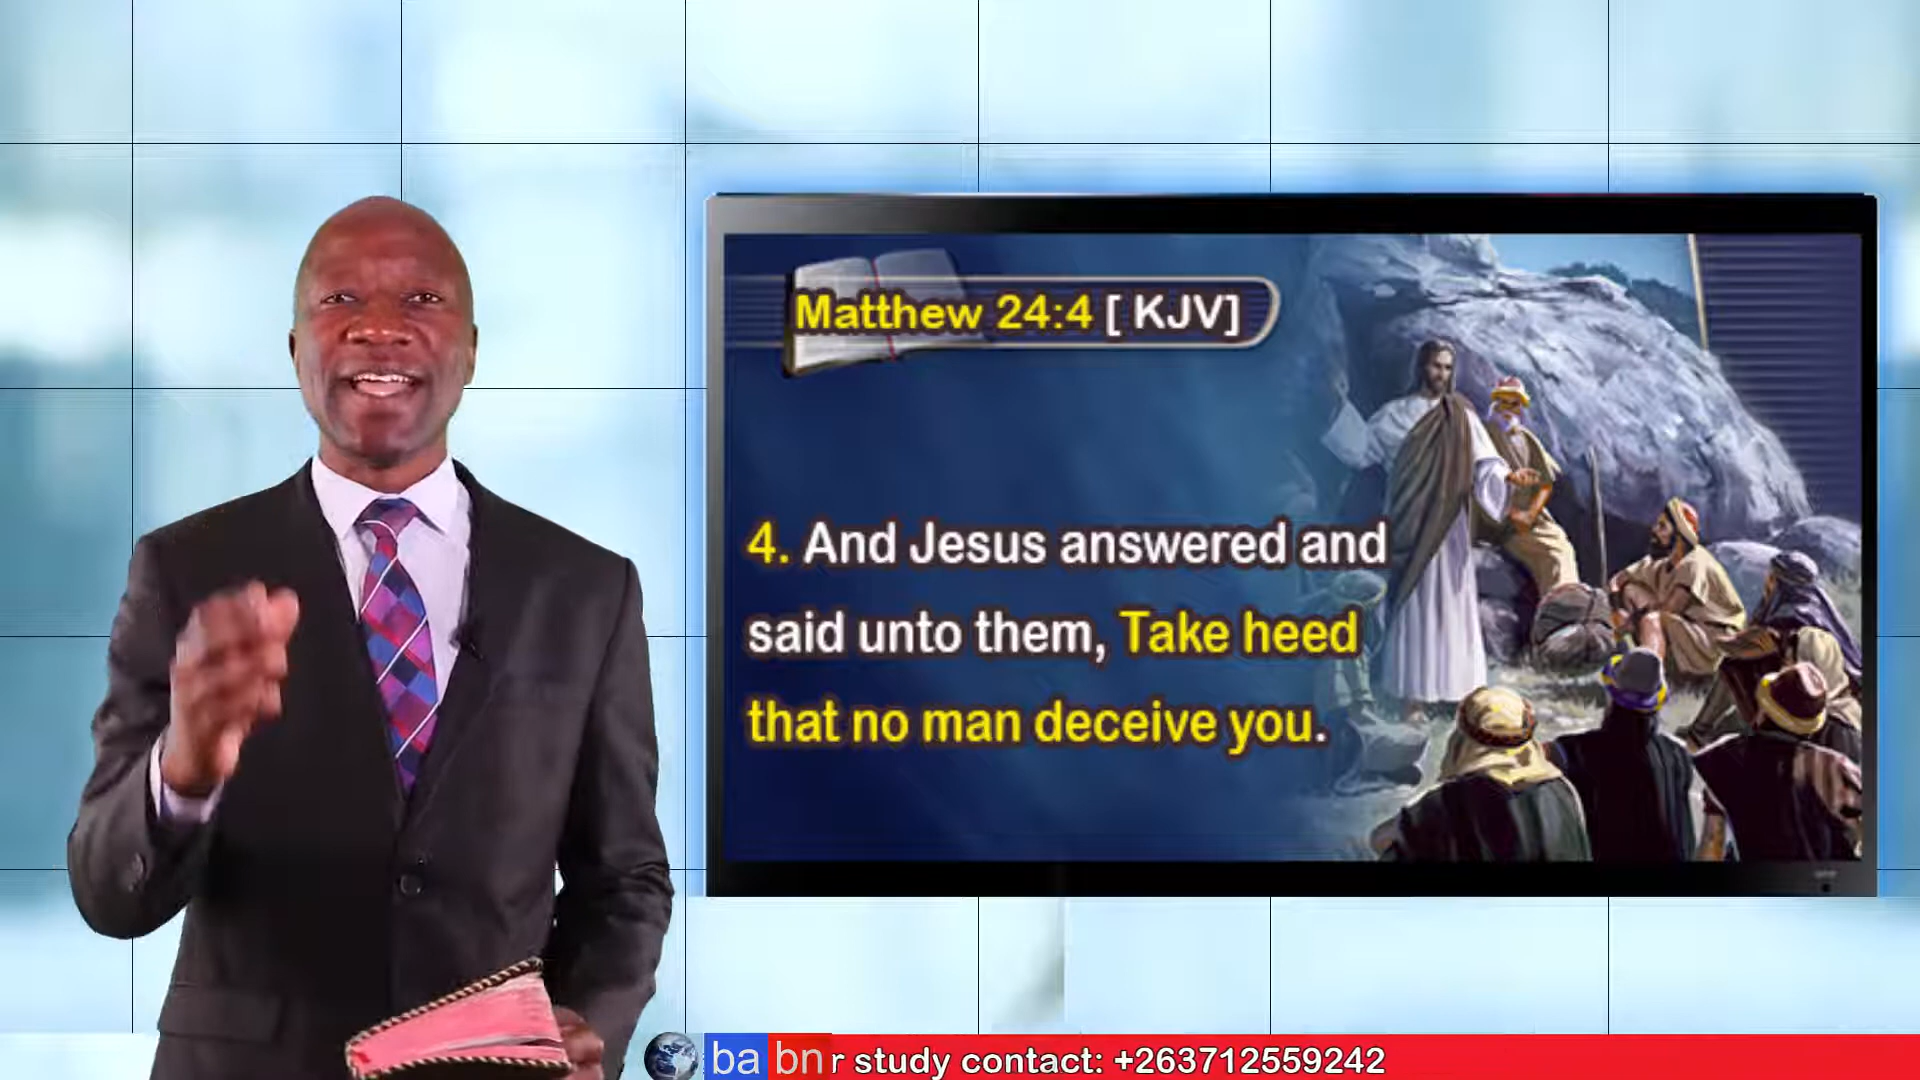 Matthew 24:4 [ KJV]
4. And Jesus answered and
said unto them, Take heed
that no man deceive you.
ba bn r study contact: +263712559242